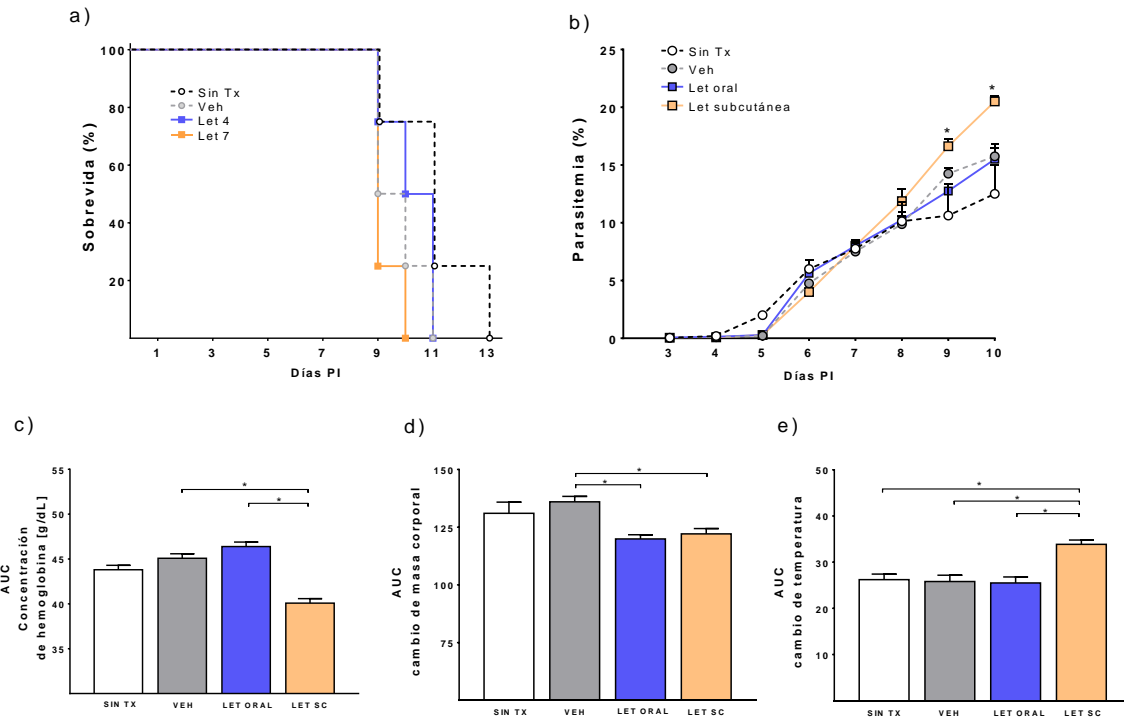 a)
100
80
60
40
20
Sobrevida (%)
Sin Tx
Veh
Let 4
Let 7
1 3 5 7 9 11 13
Días PI
b)
25
20
15
10
5
0
Parasitemia (%)
Sin Tx
Veh
Let oral
Let subcutánea
*
*
3 4 5 6 7 8 9 10
Días PI
c)
55
50
45
40
35
AUC
Concentración
de hemoglobina [g/dL]
*
*
SIN TX VEH LET ORAL LET SC
d)
150
125
100
75
AUC
cambio de masa corporal
*
*
SIN TX VEH LET ORAL LET SC
e)
50
40
30
20
10
AUC
cambio de temperatura
*
*
*
SIN TX VEH LET ORAL LET SC